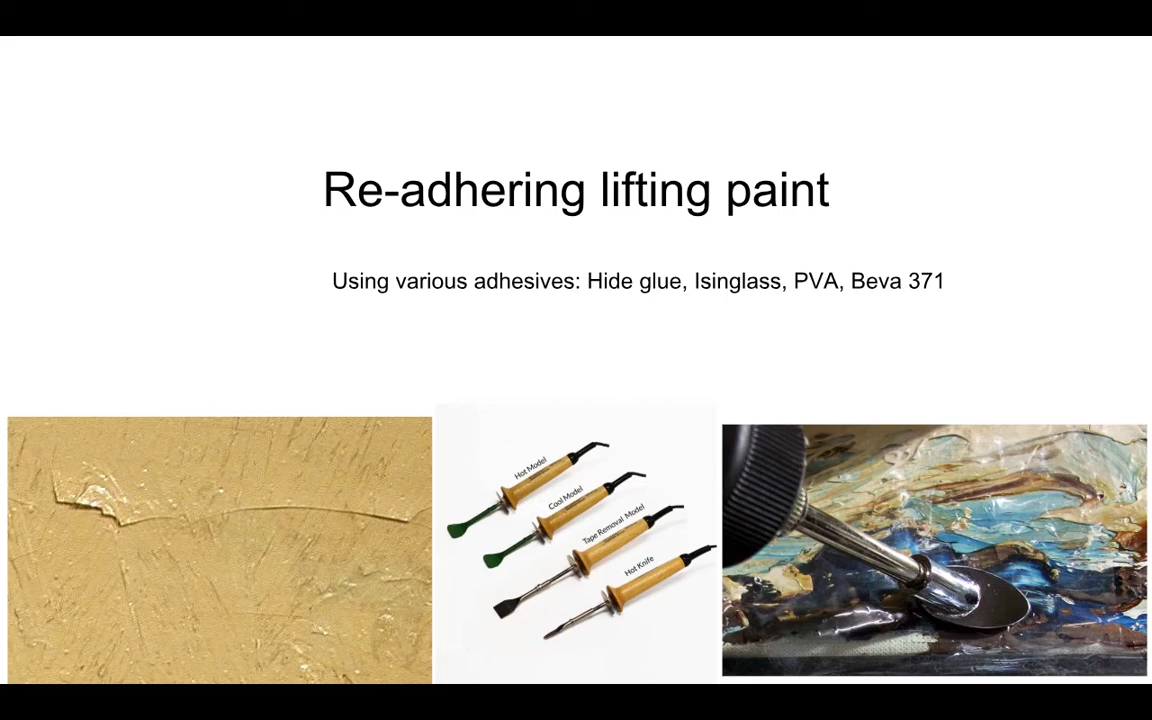 Re-adhering lifting paint
Using various adhesives: Hide glue, Isinglass, PVA, Beva 371
Hot Model
Cool Model
Tape Removal Model
Hot Knife